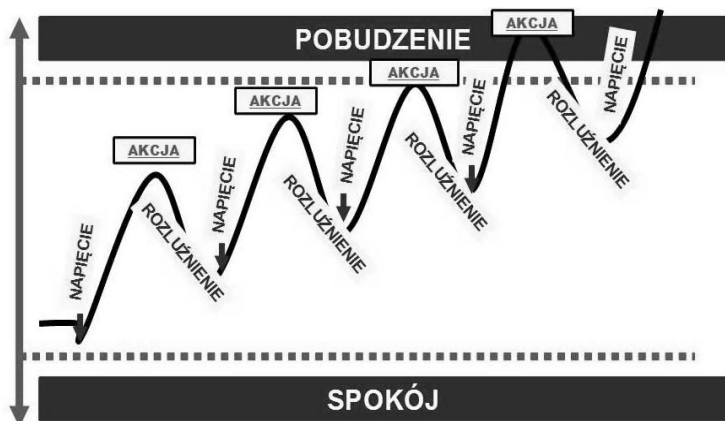 POBUDZENIE
NAPIĘCIE
AKCJA
ROZLUŹNIENIE
NAPIĘCIE
AKCJA
ROZLUŹNIENIE
NAPIĘCIE
AKCJA
ROZLUŹNIENIE
NAPIĘCIE
AKCJA
ROZLUŹNIENIE
NAPIĘCIE
SPOKÓJ